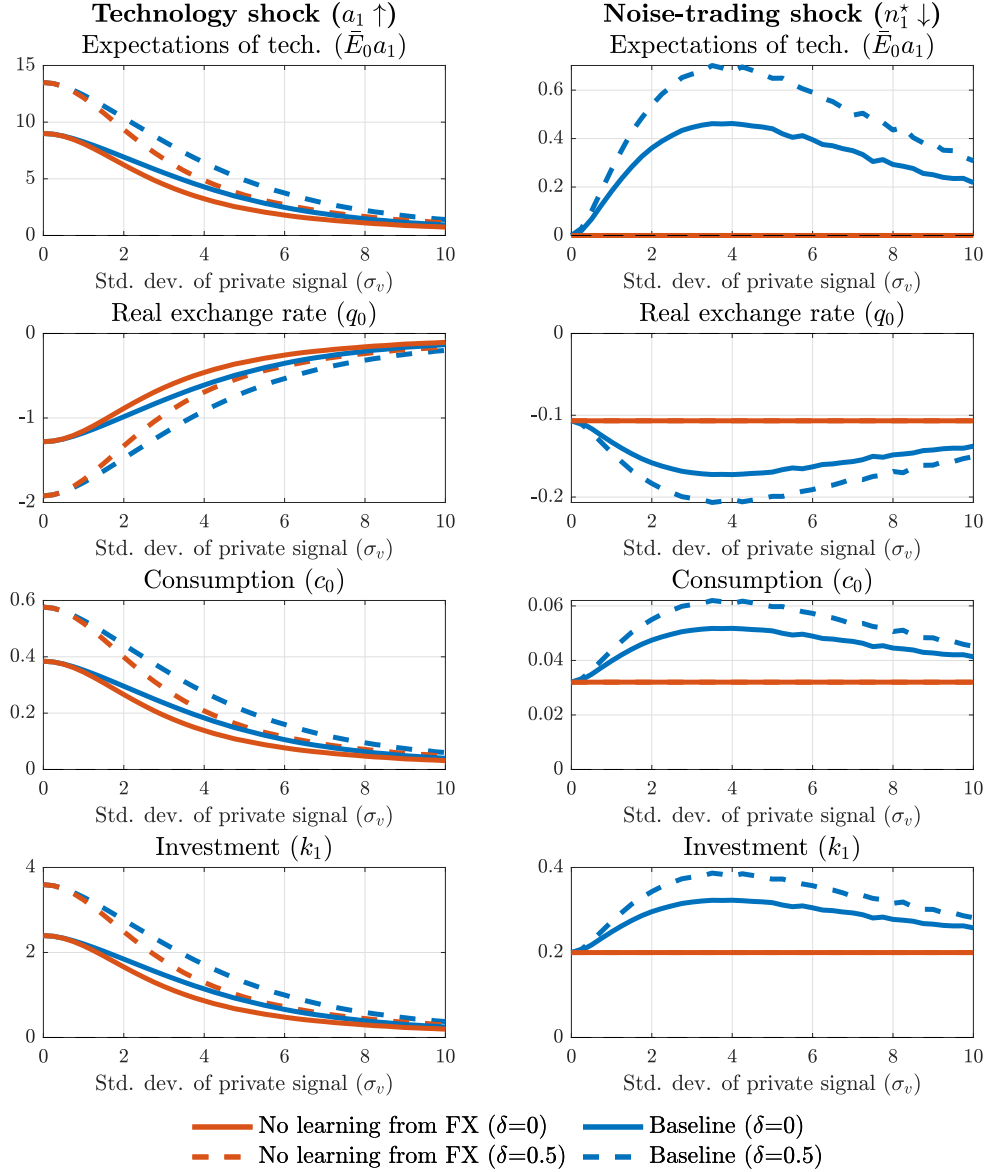 Technology shock (a₁ ↑)
Expectations of tech. (Ē₀a₁)
15
10
5
0
0 2 4 6 8 10
Std. dev. of private signal (σᵥ)
Real exchange rate (q₀)
0
-1
-2
0 2 4 6 8 10
Std. dev. of private signal (σᵥ)
Consumption (c₀)
0.6
0.4
0.2
0
0 2 4 6 8 10
Std. dev. of private signal (σᵥ)
Investment (k₁)
4
2
0
0 2 4 6 8 10
Std. dev. of private signal (σᵥ)
Noise-trading shock (n₁* ↓)
Expectations of tech. (Ē₀a₁)
0.6
0.4
0.2
0
0 2 4 6 8 10
Std. dev. of private signal (σᵥ)
Real exchange rate (q₀)
0
-0.1
-0.2
0 2 4 6 8 10
Std. dev. of private signal (σᵥ)
Consumption (c₀)
0.06
0.04
0.02
0
0 2 4 6 8 10
Std. dev. of private signal (σᵥ)
Investment (k₁)
0.4
0.2
0
0 2 4 6 8 10
Std. dev. of private signal (σᵥ)
No learning from FX (δ=0)
No learning from FX (δ=0.5)
Baseline (δ=0)
Baseline (δ=0.5)